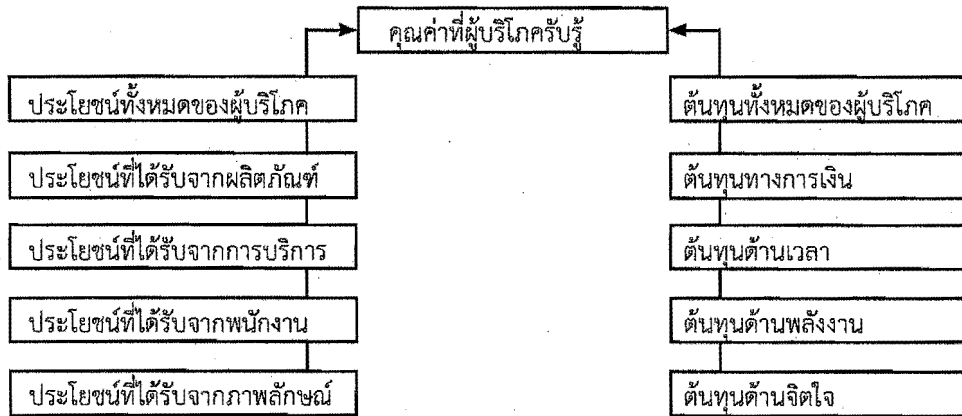 คุณค่าที่ผู้บริโภครับรู้
ประโยชน์ทั้งหมดของผู้บริโภค
ประโยชน์ที่ได้รับจากผลิตภัณฑ์
ประโยชน์ที่ได้รับจากการบริการ
ประโยชน์ที่ได้รับจากพนักงาน
ประโยชน์ที่ได้รับจากภาพลักษณ์
ต้นทุนทั้งหมดของผู้บริโภค
ต้นทุนทางการเงิน
ต้นทุนด้านเวลา
ต้นทุนด้านพลังงาน
ต้นทุนด้านจิตใจ